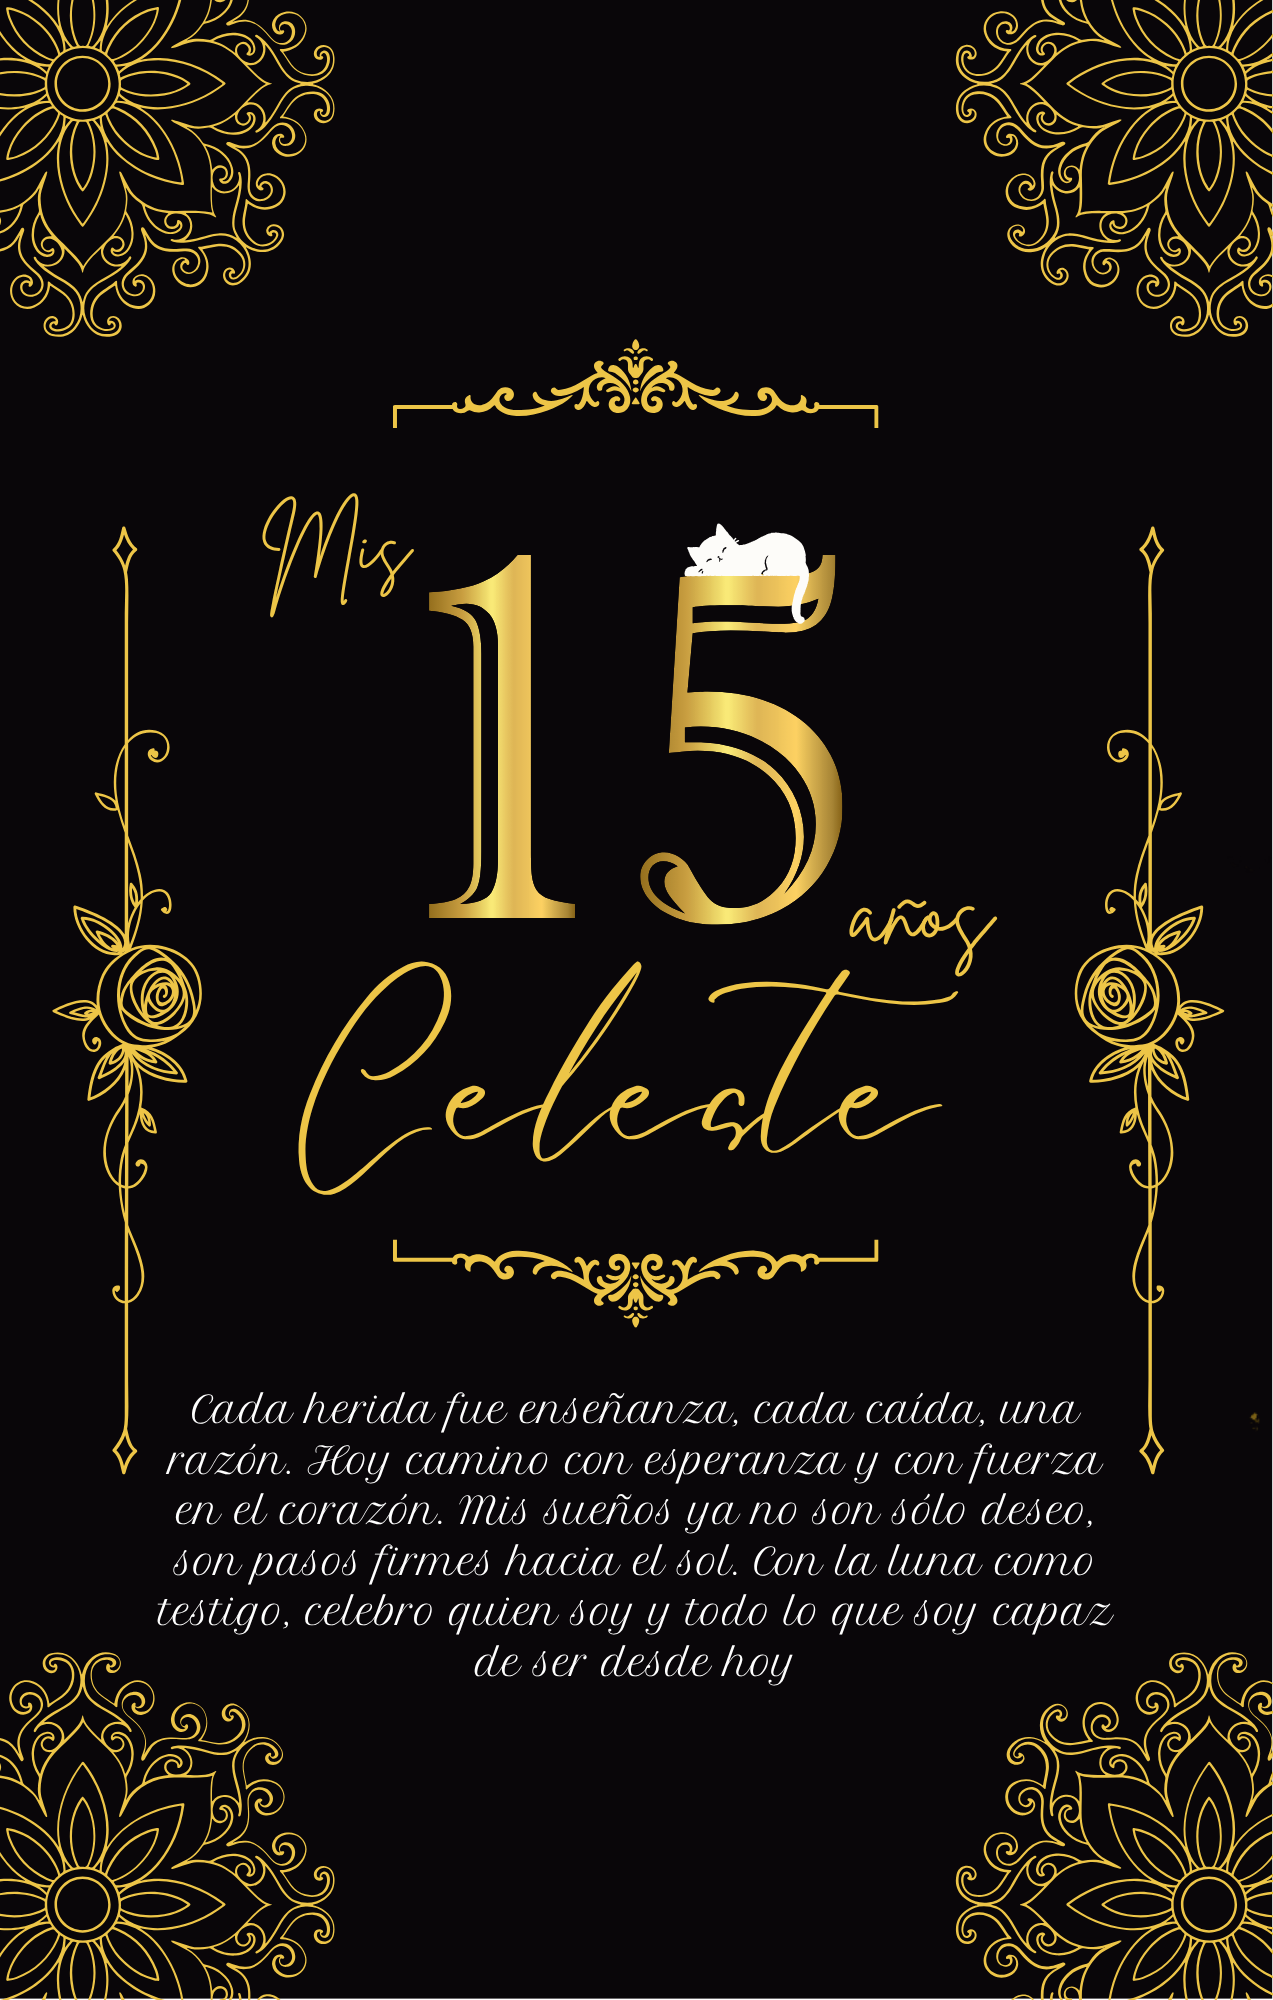 Mis
15
años
Celeste
Cada herida fue enseñanza, cada caída, una
razón. Hoy camino con esperanza y con fuerza
en el corazón. Mis sueños ya no son sólo deseo,
son pasos firmes hacia el sol. Con la luna como
testigo, celebro quien soy y todo lo que soy capaz
de ser desde hoy